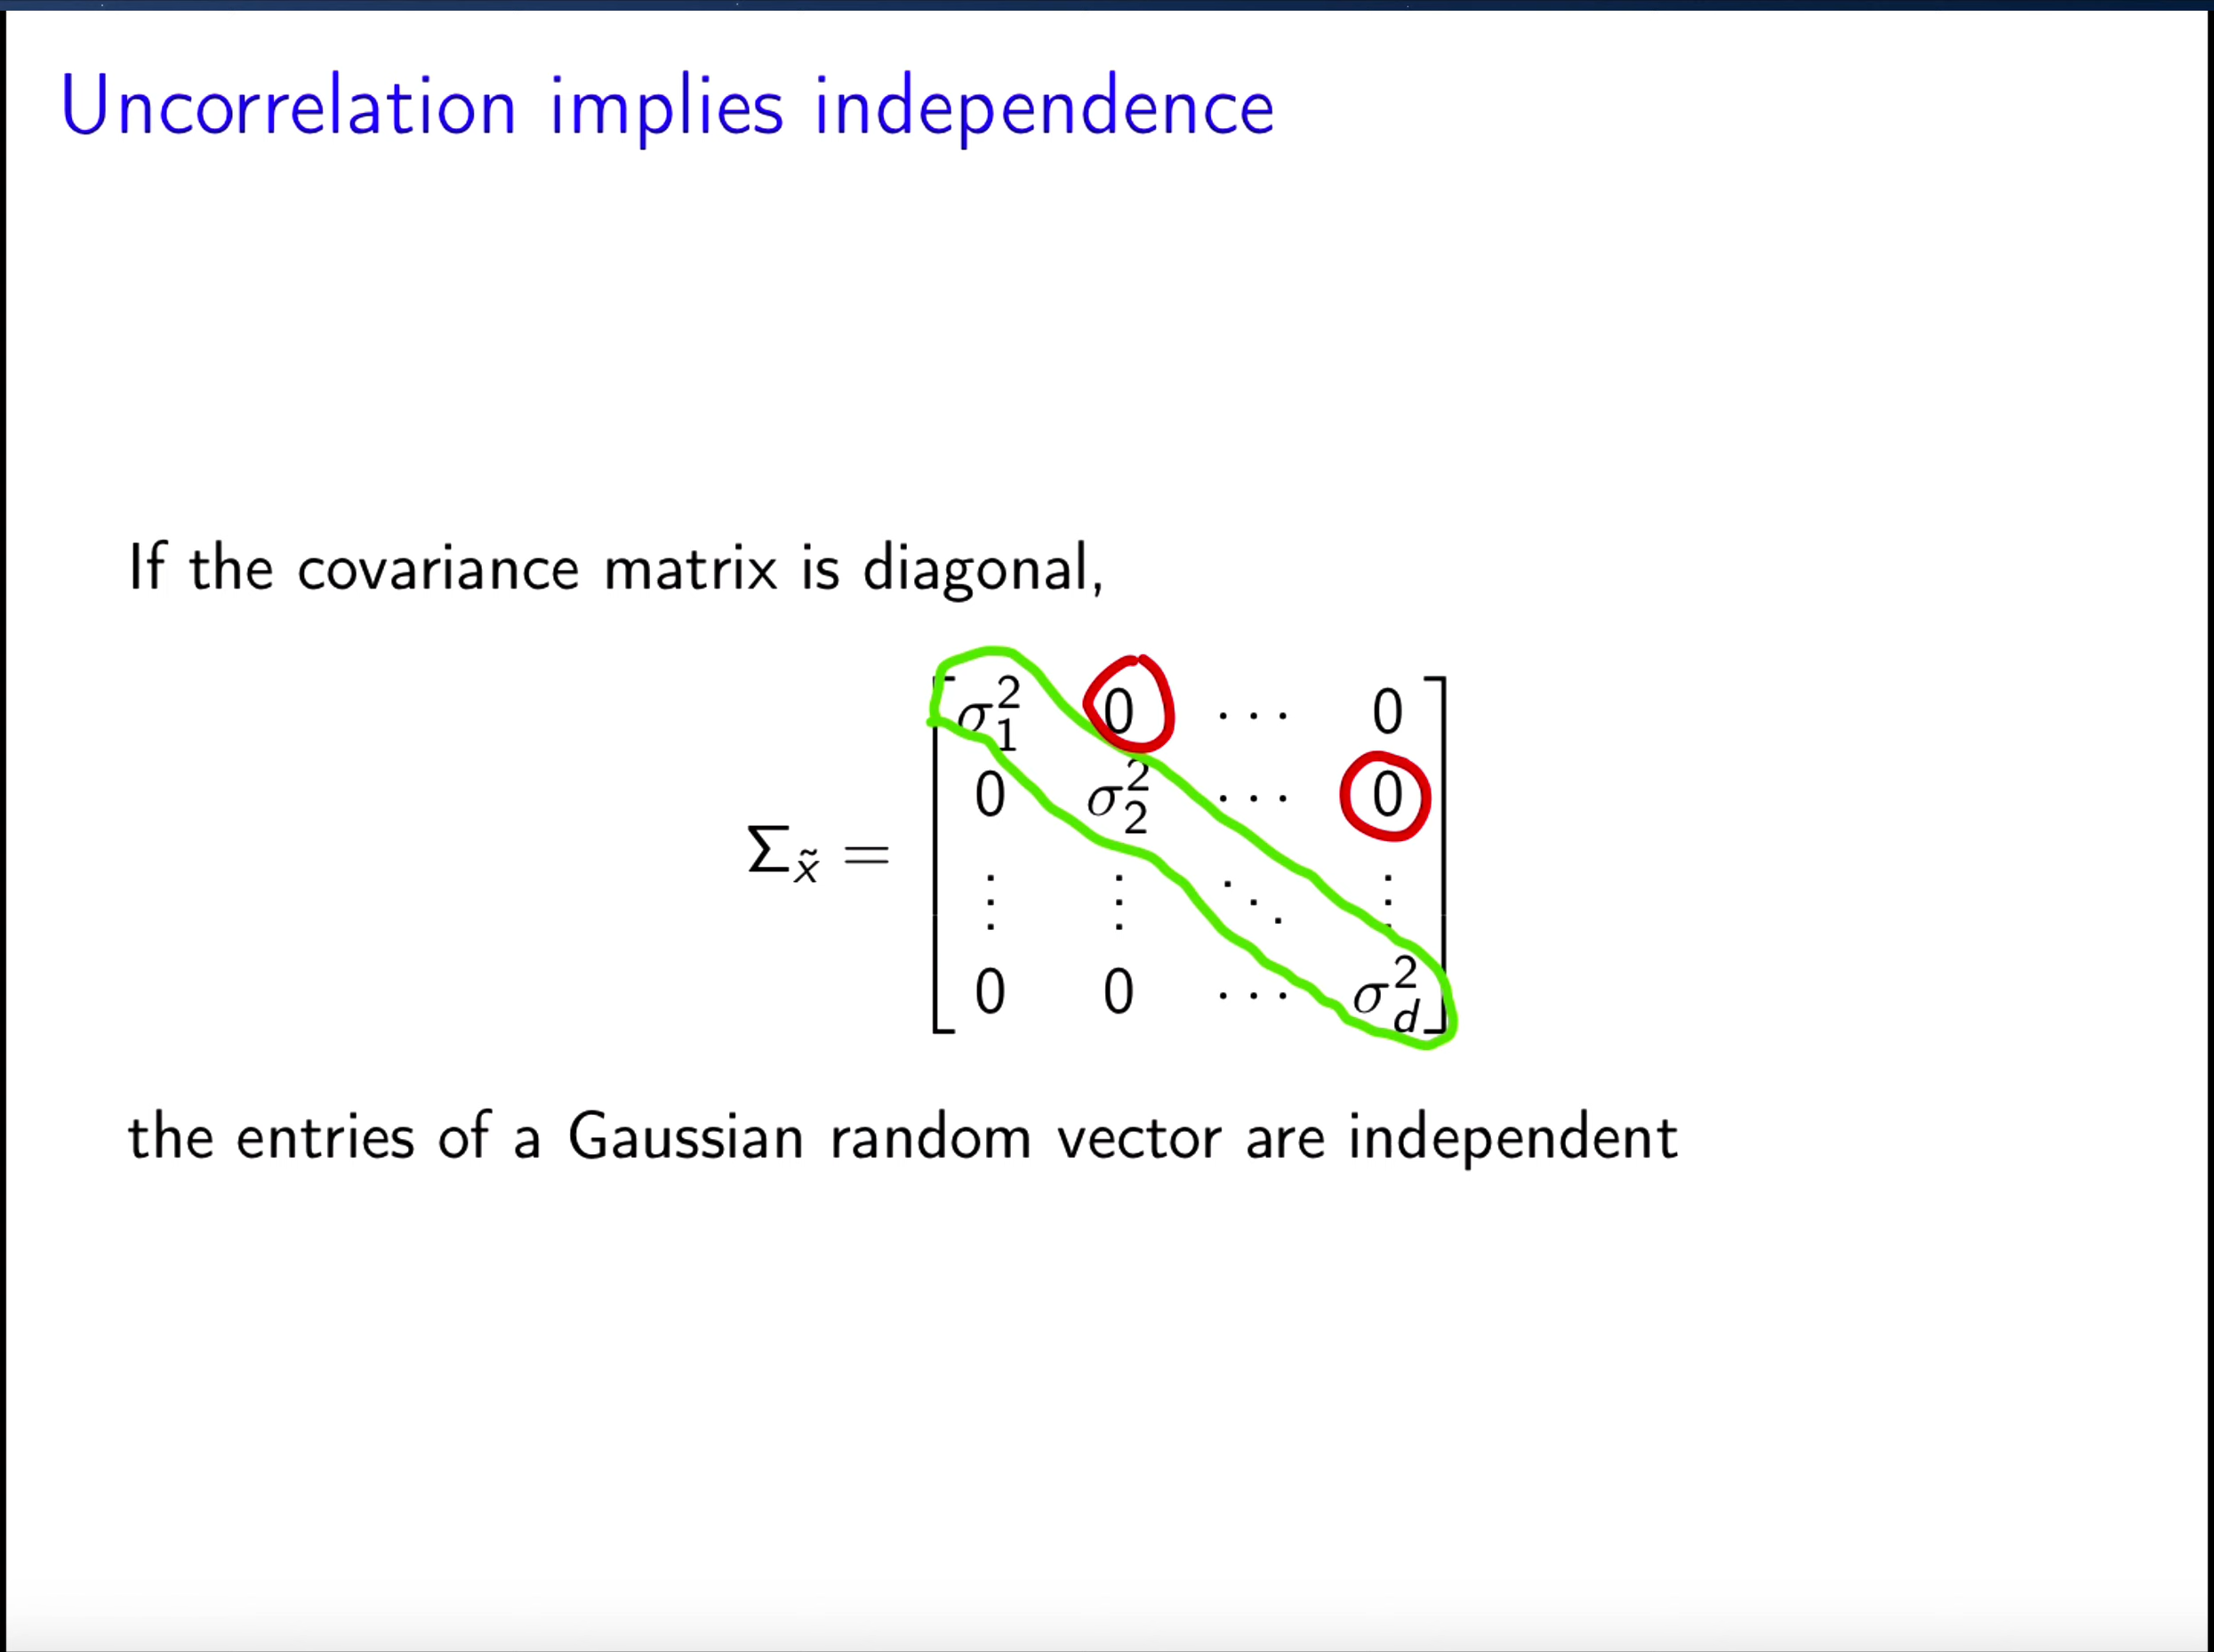 Uncorrelation implies independence
If the covariance matrix is diagonal,
σ₁² 0 ⋯ 0
0 σ₂² ⋯ 0
Σ_x̃ =
⋮ ⋮ ⋱ ⋮
0 0 ⋯ σ_d²
the entries of a Gaussian random vector are independent